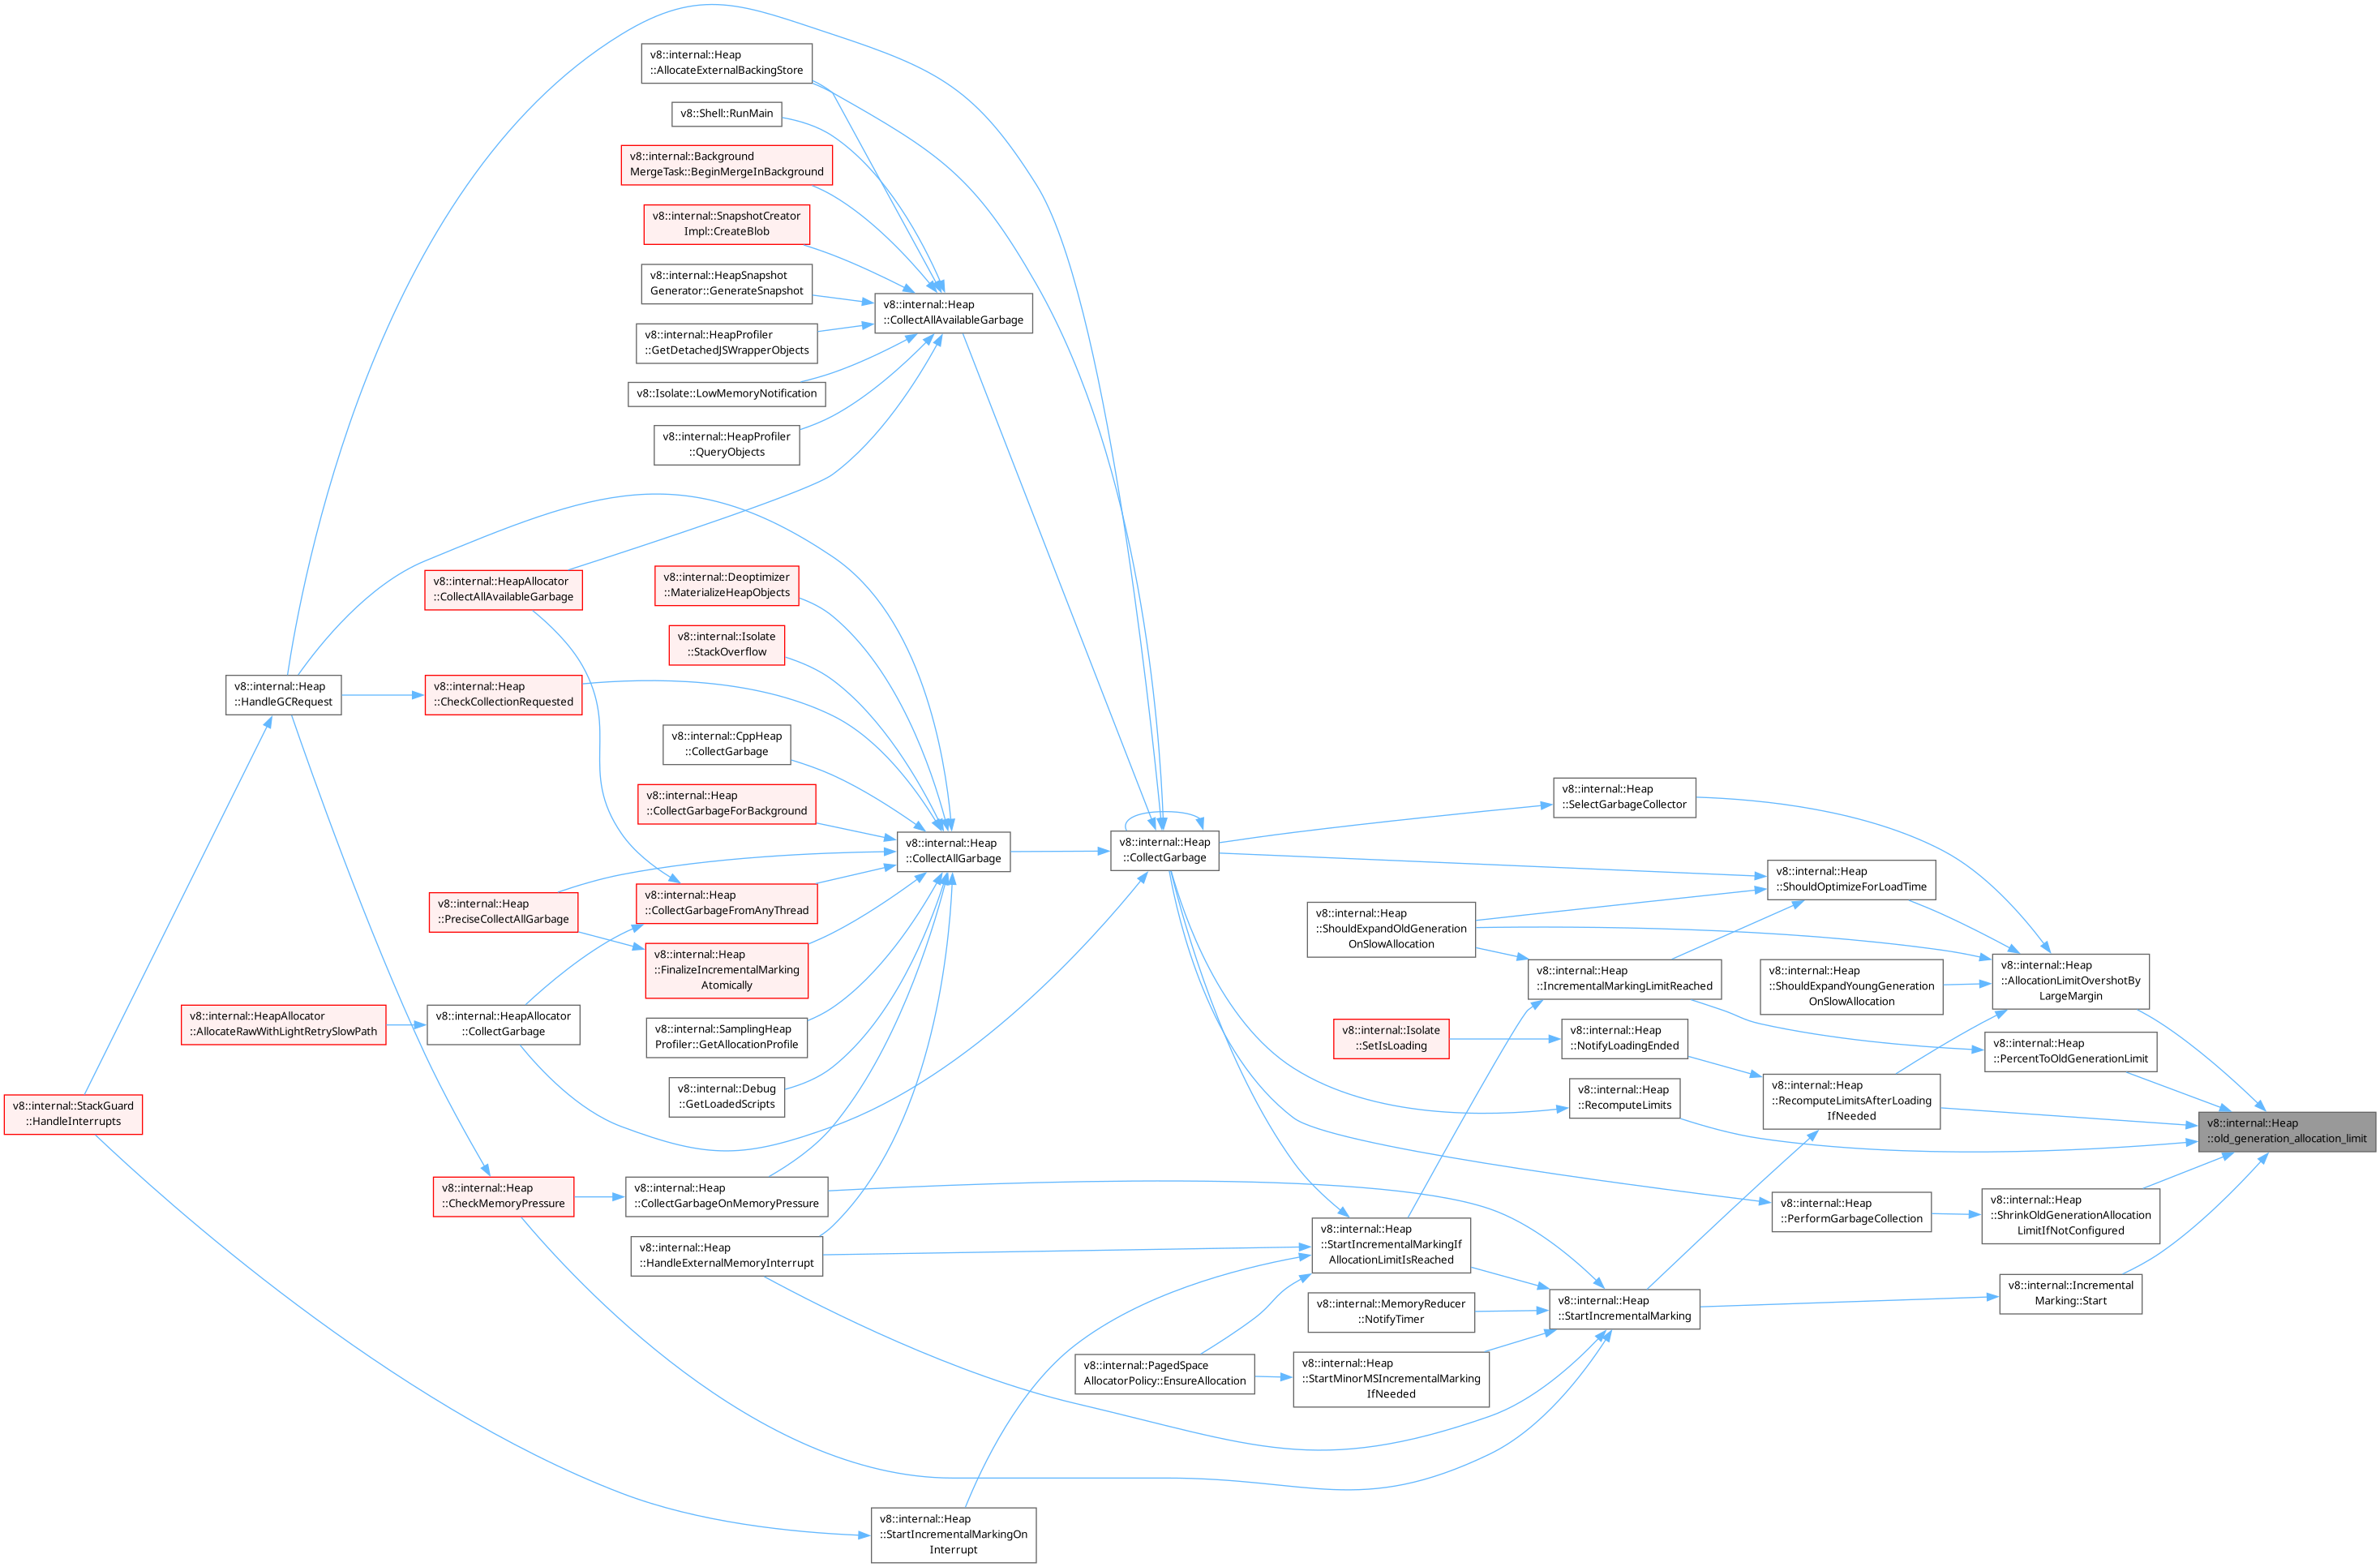 v8::internal::Heap
::AllocateExternalBackingStore
v8::Shell::RunMain
v8::internal::Background
MergeTask::BeginMergeInBackground
v8::internal::SnapshotCreator
Impl::CreateBlob
v8::internal::HeapSnapshot
Generator::GenerateSnapshot
v8::internal::Heap
::CollectAllAvailableGarbage
v8::internal::HeapProfiler
::GetDetachedJSWrapperObjects
v8::Isolate::LowMemoryNotification
v8::internal::HeapProfiler
::QueryObjects
v8::internal::HeapAllocator
::CollectAllAvailableGarbage
v8::internal::Deoptimizer
::MaterializeHeapObjects
v8::internal::Isolate
::StackOverflow
v8::internal::Heap
::HandleGCRequest
v8::internal::Heap
::CheckCollectionRequested
v8::internal::CppHeap
::CollectGarbage
v8::internal::Heap
::CollectGarbageForBackground
v8::internal::Heap
::SelectGarbageCollector
v8::internal::Heap
::CollectAllGarbage
v8::internal::Heap
::CollectGarbage
v8::internal::Heap
::ShouldOptimizeForLoadTime
v8::internal::Heap
::PreciseCollectAllGarbage
v8::internal::Heap
::CollectGarbageFromAnyThread
v8::internal::Heap
::ShouldExpandOldGeneration
OnSlowAllocation
v8::internal::Heap
::FinalizeIncrementalMarking
Atomically
v8::internal::Heap
::IncrementalMarkingLimitReached
v8::internal::Heap
::ShouldExpandYoungGeneration
OnSlowAllocation
v8::internal::Heap
::AllocationLimitOvershotBy
LargeMargin
v8::internal::HeapAllocator
::AllocateRawWithLightRetrySlowPath
v8::internal::HeapAllocator
::CollectGarbage
v8::internal::SamplingHeap
Profiler::GetAllocationProfile
v8::internal::Isolate
::SetIsLoading
v8::internal::Heap
::NotifyLoadingEnded
v8::internal::Heap
::PercentToOldGenerationLimit
v8::internal::StackGuard
::HandleInterrupts
v8::internal::Debug
::GetLoadedScripts
v8::internal::Heap
::RecomputeLimits
v8::internal::Heap
::RecomputeLimitsAfterLoading
IfNeeded
v8::internal::Heap
::old_generation_allocation_limit
v8::internal::Heap
::CheckMemoryPressure
v8::internal::Heap
::CollectGarbageOnMemoryPressure
v8::internal::Heap
::PerformGarbageCollection
v8::internal::Heap
::ShrinkOldGenerationAllocation
LimitIfNotConfigured
v8::internal::Heap
::HandleExternalMemoryInterrupt
v8::internal::Heap
::StartIncrementalMarkingIf
AllocationLimitIsReached
v8::internal::MemoryReducer
::NotifyTimer
v8::internal::Heap
::StartIncrementalMarking
v8::internal::Incremental
Marking::Start
v8::internal::PagedSpace
AllocatorPolicy::EnsureAllocation
v8::internal::Heap
::StartMinorMSIncrementalMarking
IfNeeded
v8::internal::Heap
::StartIncrementalMarkingOn
Interrupt